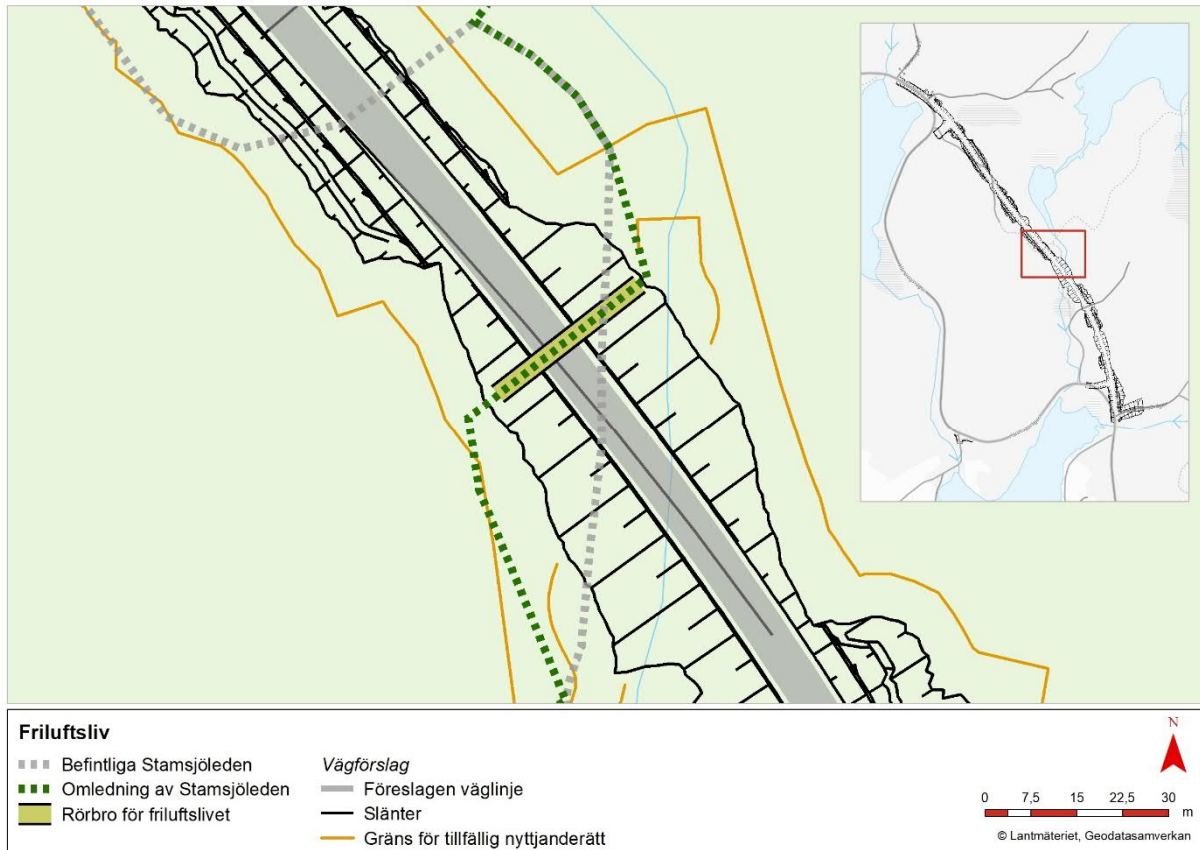 Friluftsliv
Befintliga Stamsjöleden
Omledning av Stamsjöleden
Rörbro för friluftslivet
Vägförslag
Föreslagen väglinje
Slänter
Gräns för tillfällig nyttjanderätt
N
0 7,5 15 22,5 30
m
© Lantmäteriet, Geodatasamverkan